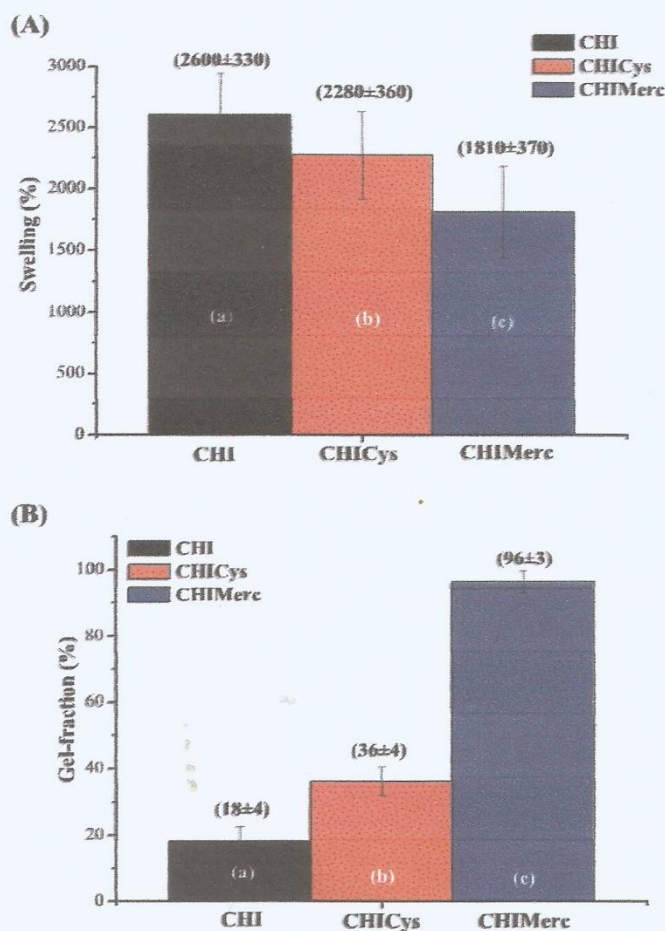 (A)
CHI
CHICys
CHIMerc
(2600±330)
(2280±360)
(1810±370)
3000
2500
2000
1500
1000
500
0
Swelling (%)
(a)
(b)
(c)
CHI
CHICys
CHIMerc
(B)
CHI
CHICys
CHIMerc
(96±3)
(36±4)
(18±4)
100
80
60
40
20
0
Gel-fraction (%)
(a)
(b)
(c)
CHI
CHICys
CHIMerc